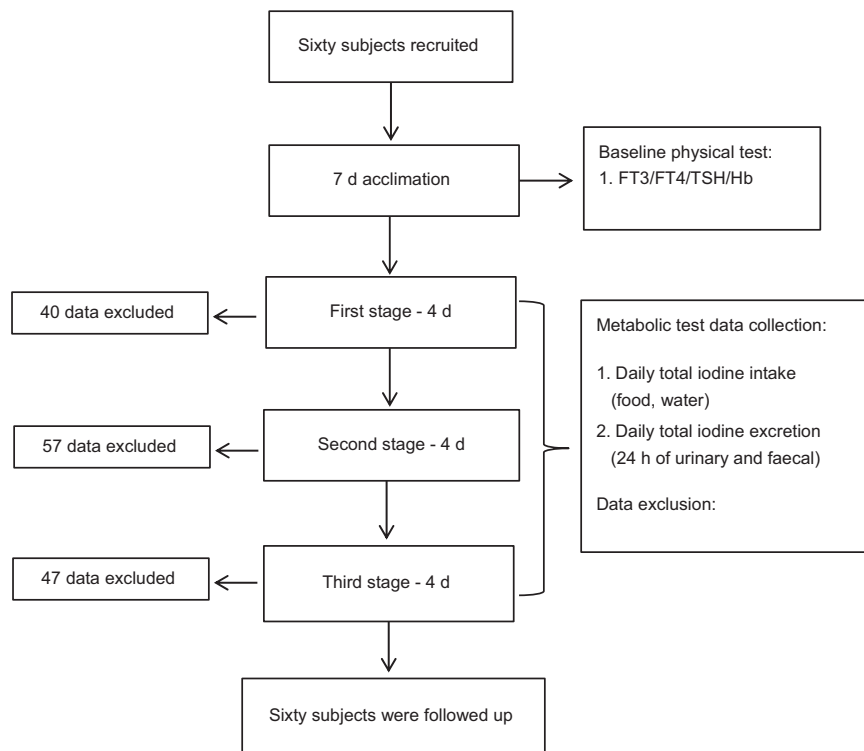 Sixty subjects recruited
7 d acclimation
Baseline physical test:
1. FT3/FT4/TSH/Hb
40 data excluded
First stage - 4 d
Metabolic test data collection:
1. Daily total iodine intake
(food, water)
2. Daily total iodine excretion
(24 h of urinary and faecal)
Data exclusion:
57 data excluded
Second stage - 4 d
47 data excluded
Third stage - 4 d
Sixty subjects were followed up